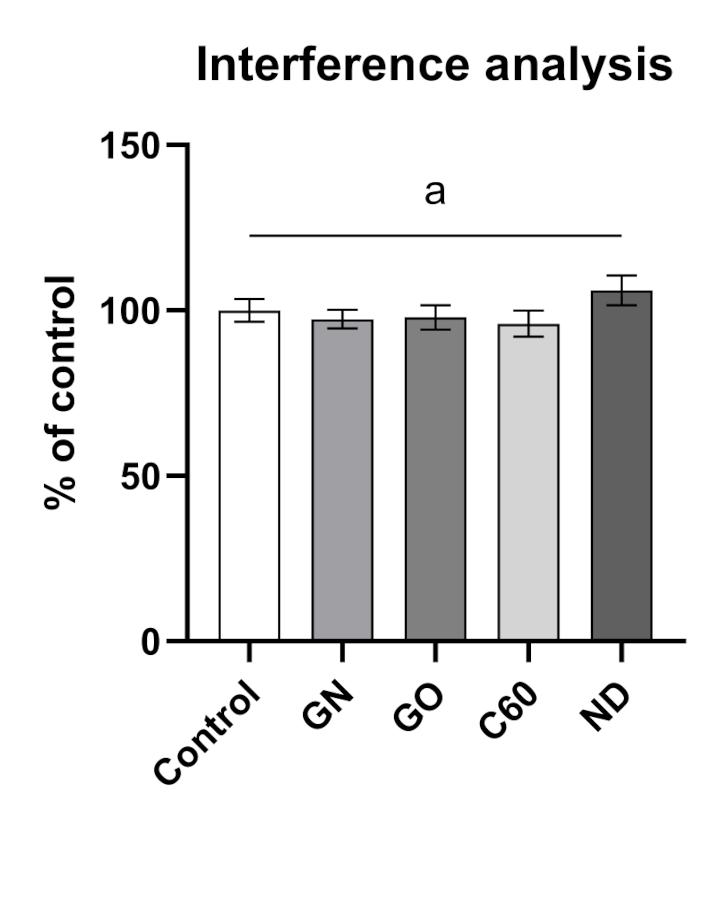 Interference analysis
150
a
100
50
0
% of control
Control
GN
GO
C60
ND